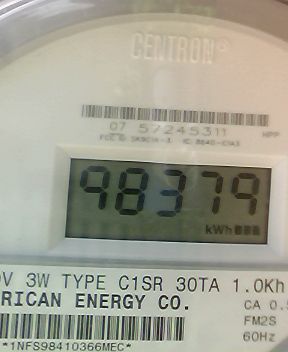 CENTRON®
07 57245311
HPP
98379
kWh
V 3W TYPE C1SR 30TA 1.0Kh
RICAN ENERGY CO.
CA 0.5
FM2S
60Hz
*1NFS98410366MEC*